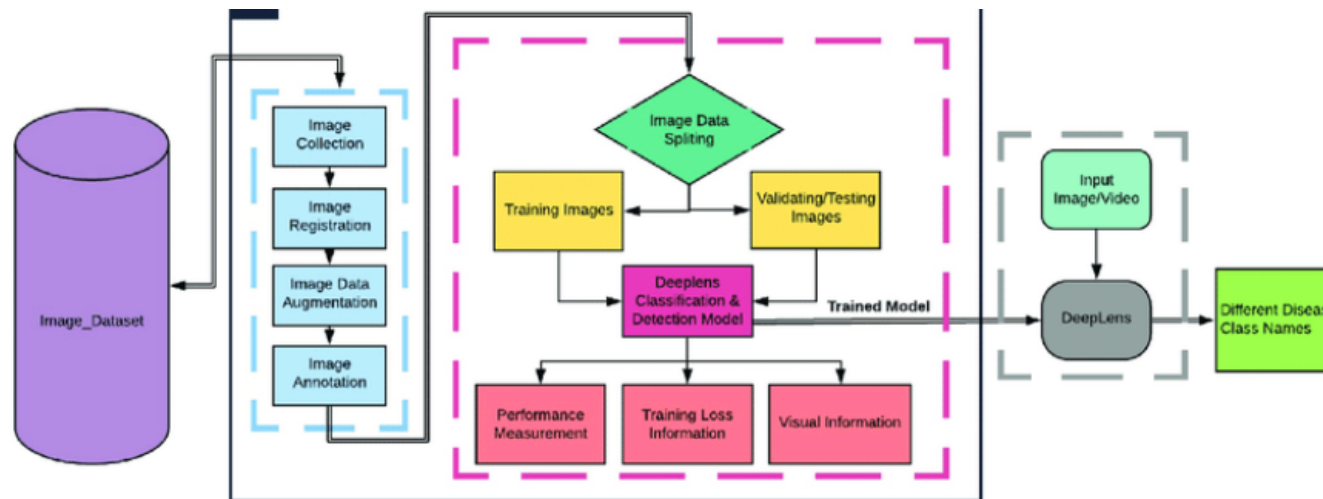 Image_Dataset
Image
Collection
Image
Registration
Image Data
Augmentation
Image
Annotation
Image Data
Spliting
Training Images
Validating/Testing
Images
Deeplens
Classification &
Detection Model
Performance
Measurement
Training Loss
Information
Visual Information
Trained Model
Input
Image/Video
DeepLens
Different Diseas
Class Names